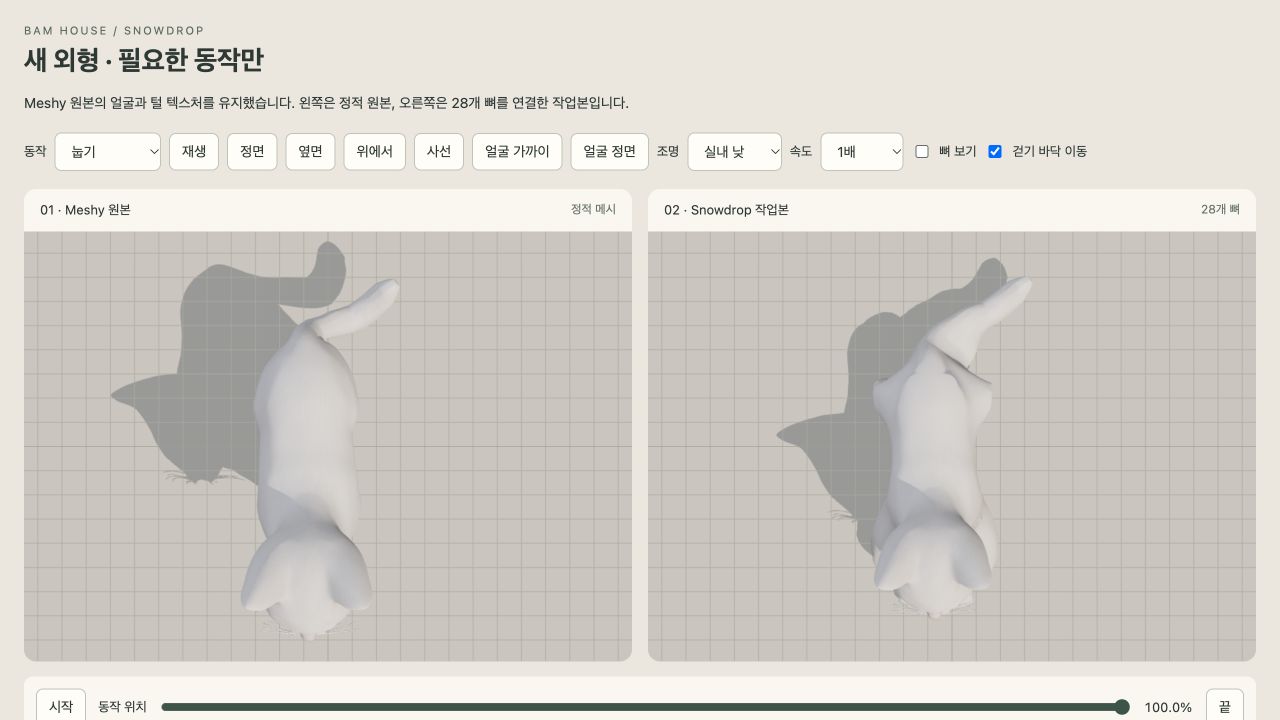 BAM HOUSE / SNOWDROP
새 외형 · 필요한 동작만
Meshy 원본의 얼굴과 털 텍스처를 유지했습니다. 왼쪽은 정적 원본, 오른쪽은 28개 뼈를 연결한 작업본입니다.
동작 눕기 재생 정면 옆면 위에서 사선 얼굴 가까이 얼굴 정면 조명 실내 낮 속도 1배 뼈 보기 걷기 바닥 이동
01 · Meshy 원본 정적 메시
02 · Snowdrop 작업본 28개 뼈
시작 동작 위치 100.0% 끝